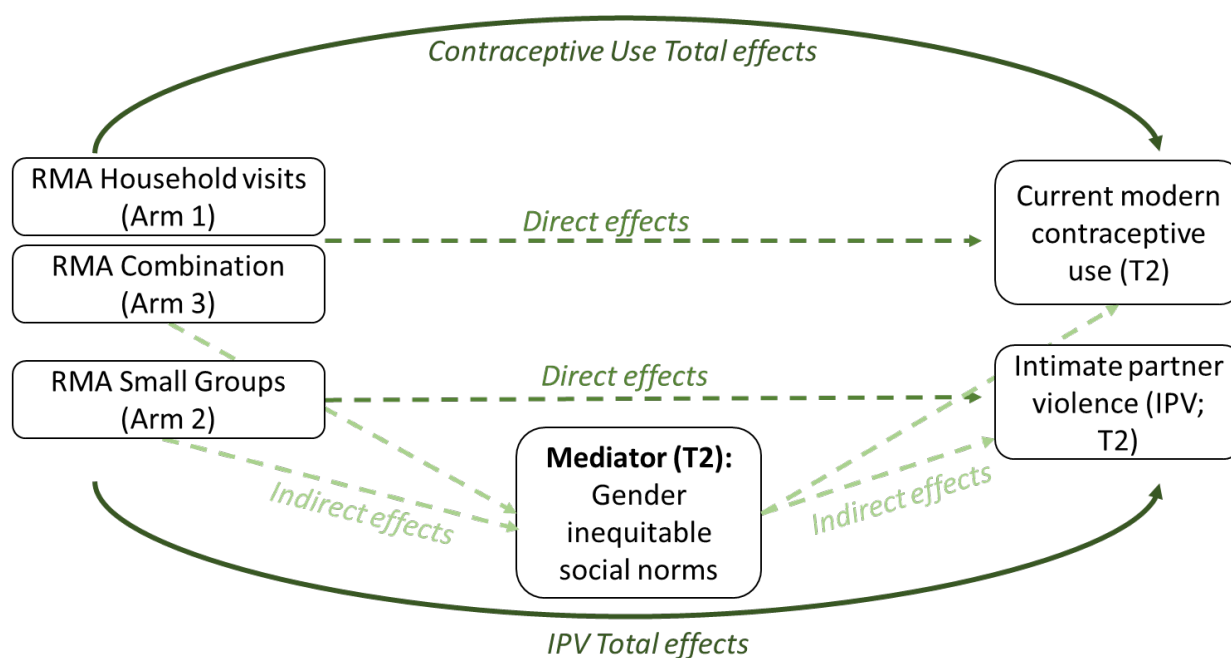 Contraceptive Use Total effects
RMA Household visits
(Arm 1)
RMA Combination
(Arm 3)
Direct effects
Current modern
contraceptive
use (T2)
RMA Small Groups
(Arm 2)
Direct effects
Intimate partner
violence (IPV;
T2)
Mediator (T2):
Gender
inequitable
social norms
Indirect effects
Indirect effects
IPV Total effects